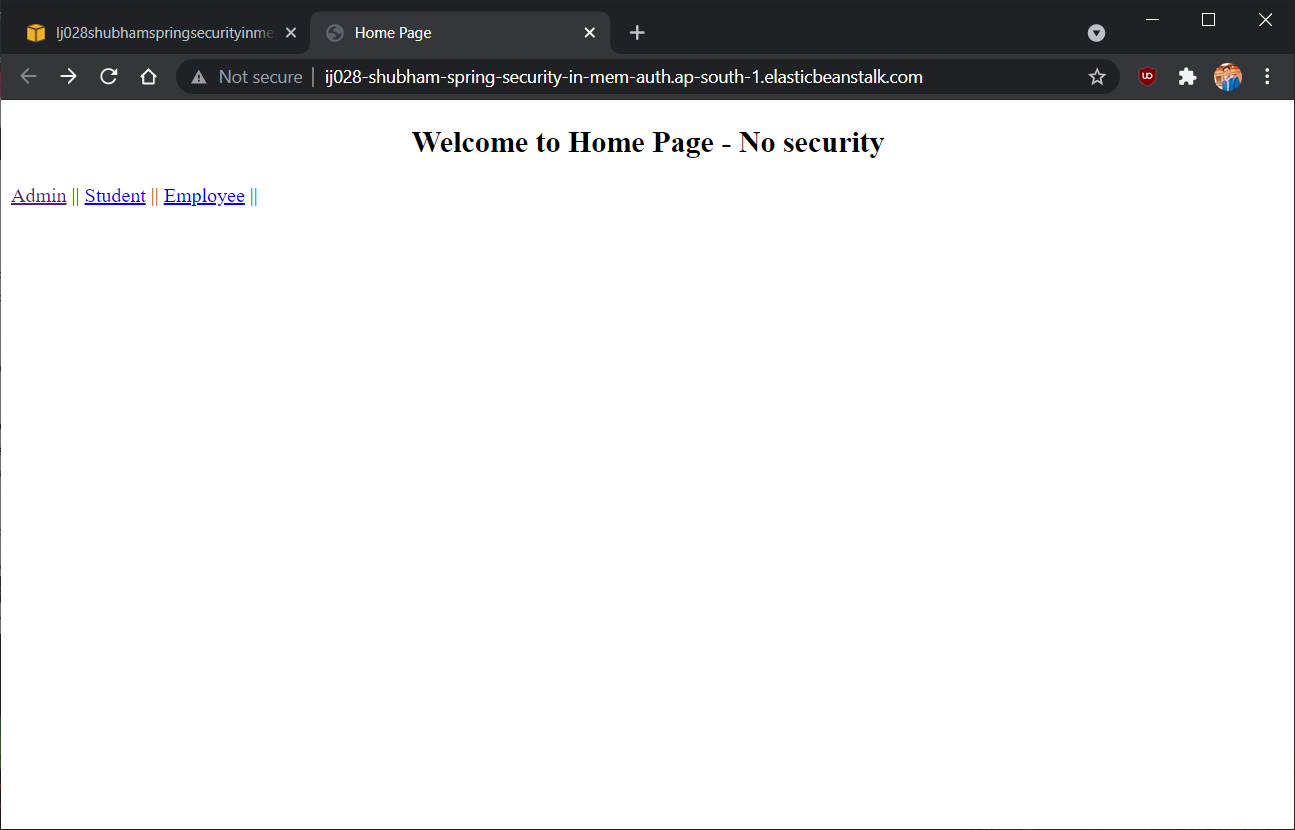 Ij028shubhamspringsecurityinme
Home Page
Not secure | ij028-shubham-spring-security-in-mem-auth.ap-south-1.elasticbeanstalk.com
Welcome to Home Page - No security
Admin || Student || Employee ||